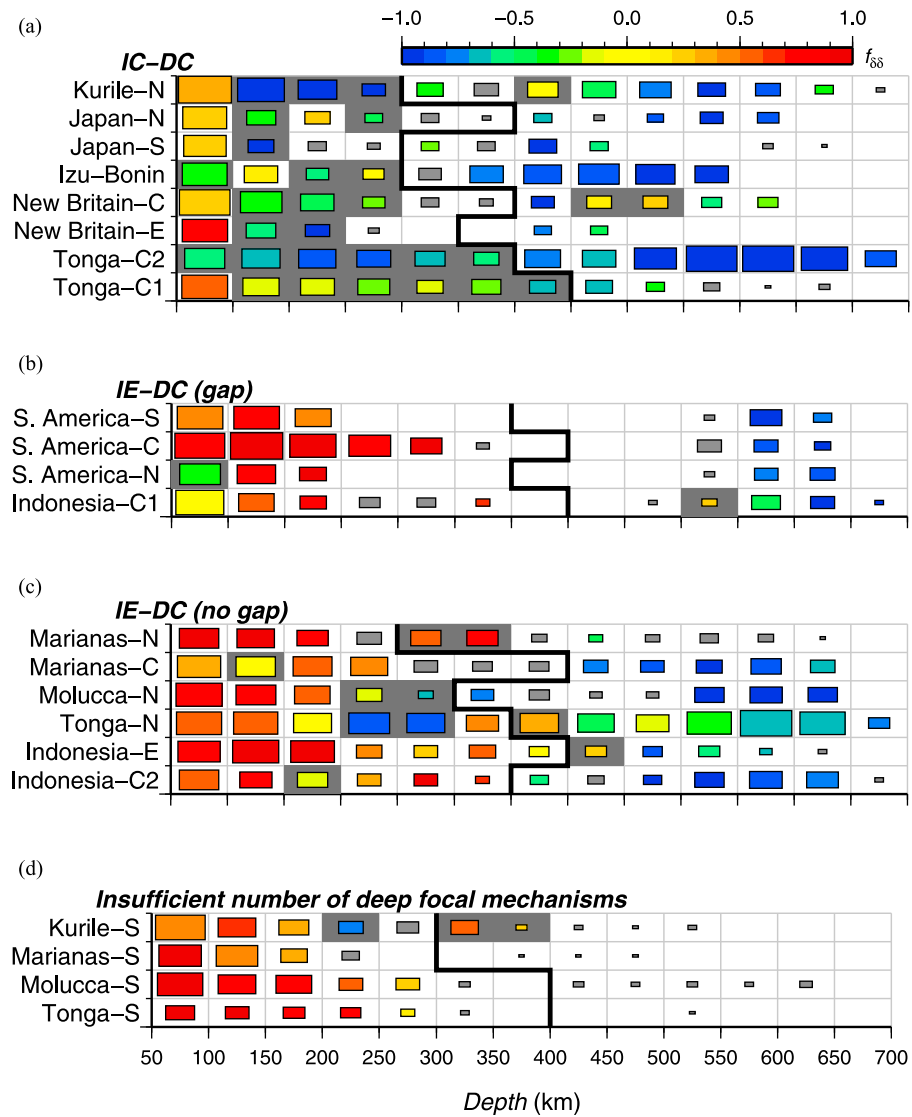 (a)
−1.0 −0.5 0.0 0.5 1.0
IC−DC
fδδ
Kurile−N
Japan−N
Japan−S
Izu−Bonin
New Britain−C
New Britain−E
Tonga−C2
Tonga−C1
(b)
IE−DC (gap)
S. America−S
S. America−C
S. America−N
Indonesia−C1
(c)
IE−DC (no gap)
Marianas−N
Marianas−C
Molucca−N
Tonga−N
Indonesia−E
Indonesia−C2
(d)
Insufficient number of deep focal mechanisms
Kurile−S
Marianas−S
Molucca−S
Tonga−S
50 100 150 200 250 300 350 400 450 500 550 600 650 700
Depth (km)